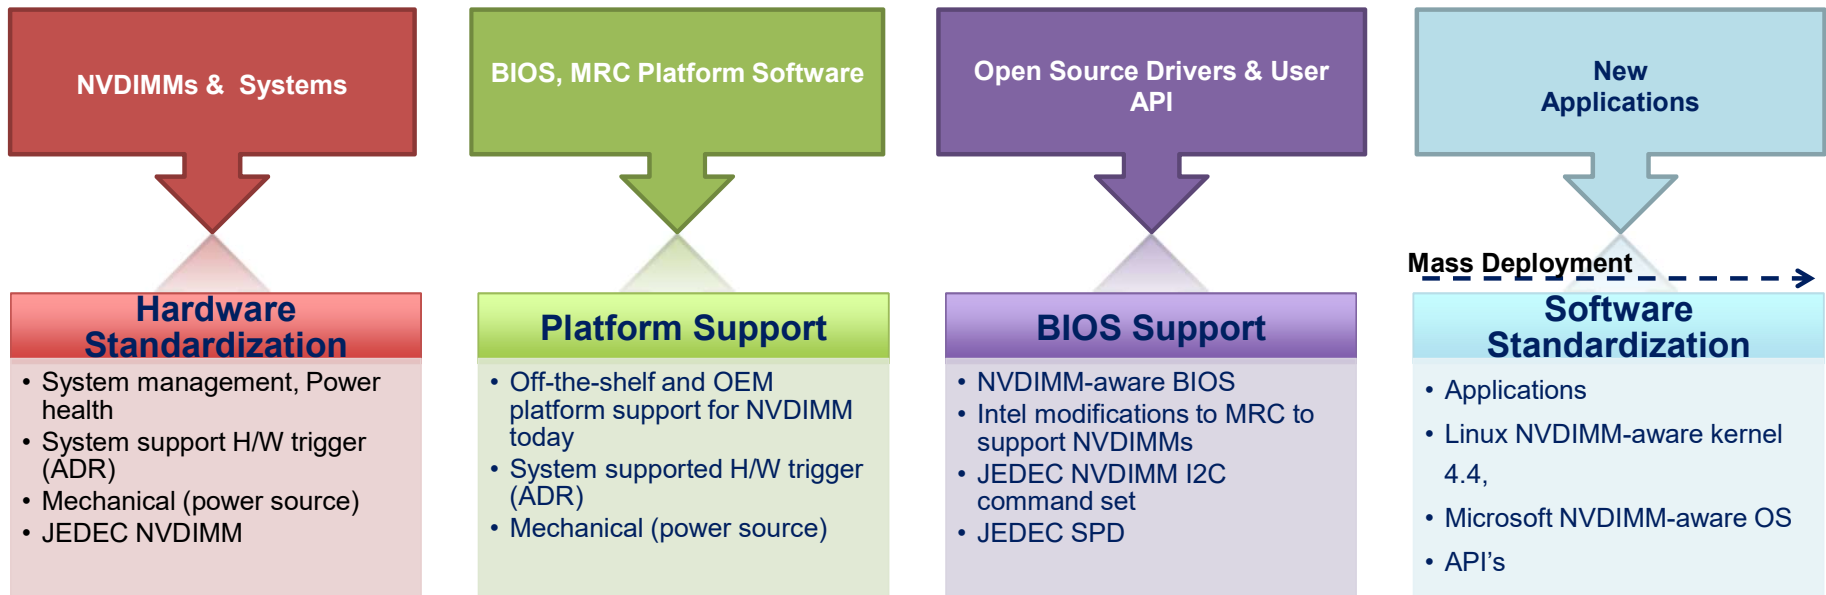 NVDIMMs & Systems
BIOS, MRC Platform Software
Open Source Drivers & User
API
New
Applications
Mass Deployment
Hardware
Standardization
• System management, Power
health
• System support H/W trigger
(ADR)
• Mechanical (power source)
• JEDEC NVDIMM
Platform Support
• Off-the-shelf and OEM
platform support for NVDIMM
today
• System supported H/W trigger
(ADR)
• Mechanical (power source)
BIOS Support
• NVDIMM-aware BIOS
• Intel modifications to MRC to
support NVDIMMs
• JEDEC NVDIMM I2C
command set
• JEDEC SPD
Software
Standardization
• Applications
• Linux NVDIMM-aware kernel
4.4,
• Microsoft NVDIMM-aware OS
• API’s